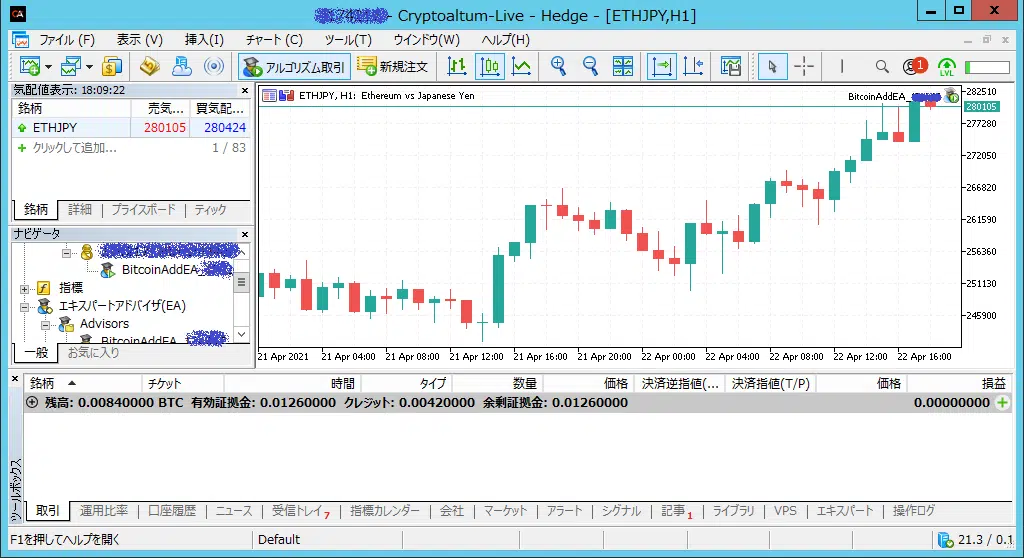 CA - Cryptoaltum-Live - Hedge - [ETHJPY,H1]
ファイル (F) 表示 (V) 挿入(I) チャート (C) ツール(T) ウインドウ(W) ヘルプ(H)
アルゴリズム取引 新規注文 1 LVL
気配値表示: 18:09:22
銘柄 売気... 買気配...
ETHJPY 280105 280424
クリックして追加... 1 / 83
銘柄 詳細 プライスボード ティック
ナビゲータ
BitcoinAddEA_
指標
エキスパートアドバイザ(EA)
Advisors
BitcoinAddEA_
一般 お気に入り
ETHJPY, H1: Ethereum vs Japanese Yen
BitcoinAddEA_
282510
280105
277280
272050
266820
261590
256360
251130
245900
21 Apr 2021 21 Apr 04:00 21 Apr 08:00 21 Apr 12:00 21 Apr 16:00 21 Apr 20:00 22 Apr 00:00 22 Apr 04:00 22 Apr 08:00 22 Apr 12:00 22 Apr 16:00
銘柄 チケット 時間 タイプ 数量 価格 決済逆指値(... 決済指値(T/P) 価格 損益
残高: 0.00840000 BTC 有効証拠金: 0.01260000 クレジット: 0.00420000 余剰証拠金: 0.01260000 0.00000000
ツールボックス
取引 運用比率 口座履歴 ニュース 受信トレイ 7 指標カレンダー 会社 マーケット アラート シグナル 記事 1 ライブラリ VPS エキスパート 操作ログ
F1を押してヘルプを開く Default 21.3 / 0.1